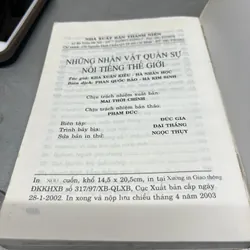 NHÀ XUẤT BẢN THANH NIÊN
NHỮNG NHÂN VẬT QUÂN SỰ
NỔI TIẾNG THẾ GIỚI
Tác giả: KHA XUÂN KIỀU - HÀ NHÂN HỌC
Biên dịch: PHAN QUỐC BẢO - HÀ KIM SINH
Chịu trách nhiệm xuất bản:
MAI THỜI CHÍNH
Chịu trách nhiệm bản thảo:
PHẠM ĐỨC
Biên tập: ĐỨC GIA
Trình bày bìa: ĐẠI THẮNG
Sửa bản in thử: NGỌC THỤY
In cuốn, khổ 14,5 x 20,5cm, in tại Xưởng in Giao thông
ĐKKHXB số 317/97/XB-QLXB, Cục Xuất bản cấp ngày
28-1-2002. In xong và nộp lưu chiểu tháng 4 năm 2003